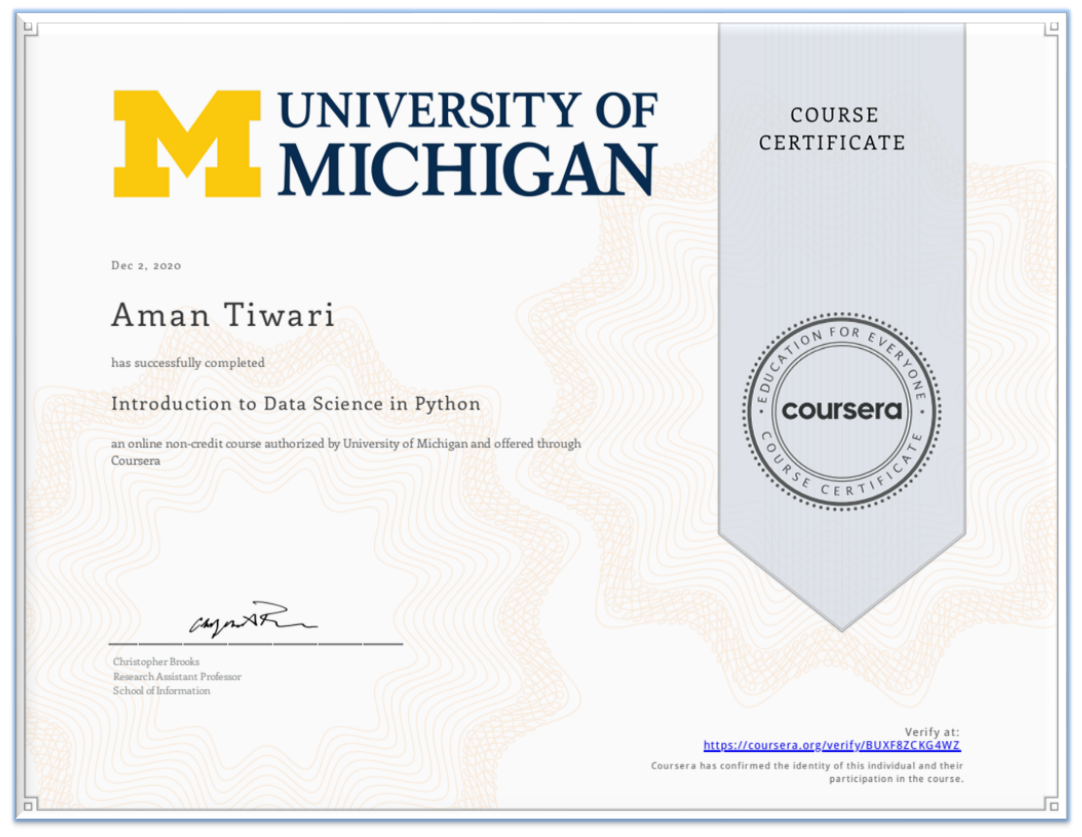 UNIVERSITY OF
MICHIGAN
COURSE
CERTIFICATE
Dec 2, 2020
Aman Tiwari
has successfully completed
Introduction to Data Science in Python
an online non-credit course authorized by University of Michigan and offered through
Coursera
EDUCATION FOR EVERYONE
coursera
COURSE CERTIFICATE
Christopher Brooks
Research Assistant Professor
School of Information
Verify at:
https://coursera.org/verify/BUXF8ZCKG4WZ
Coursera has confirmed the identity of this individual and their
participation in the course.